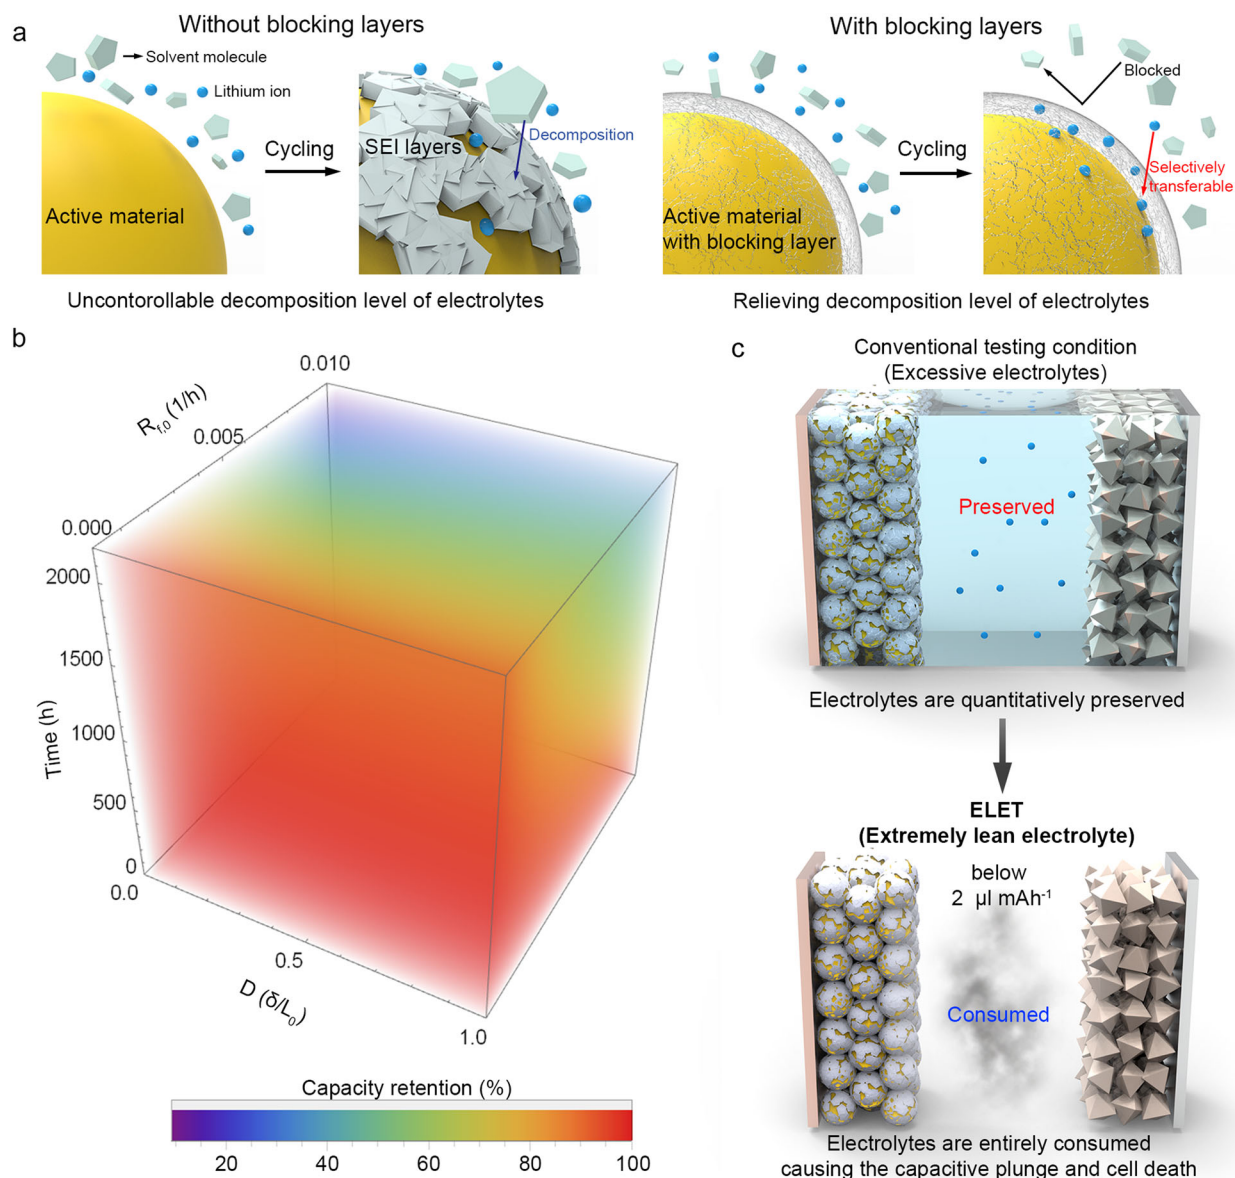 a
Without blocking layers
Solvent molecule
Lithium ion
Active material
Cycling
SEI layers
Decomposition
Uncontorollable decomposition level of electrolytes
With blocking layers
Active material
with blocking layer
Cycling
Blocked
Selectively
transferable
Relieving decomposition level of electrolytes
b
0.010
R_f,0 (1/h)
0.005
0.000
2000
1500
1000
500
0
Time (h)
0.0
0.5
1.0
D (δ/L₀)
Capacity retention (%)
20 40 60 80 100
c
Conventional testing condition
(Excessive electrolytes)
Preserved
Electrolytes are quantitatively preserved
ELET
(Extremely lean electrolyte)
below
2 µl mAh⁻¹
Consumed
Electrolytes are entirely consumed
causing the capacitive plunge and cell death